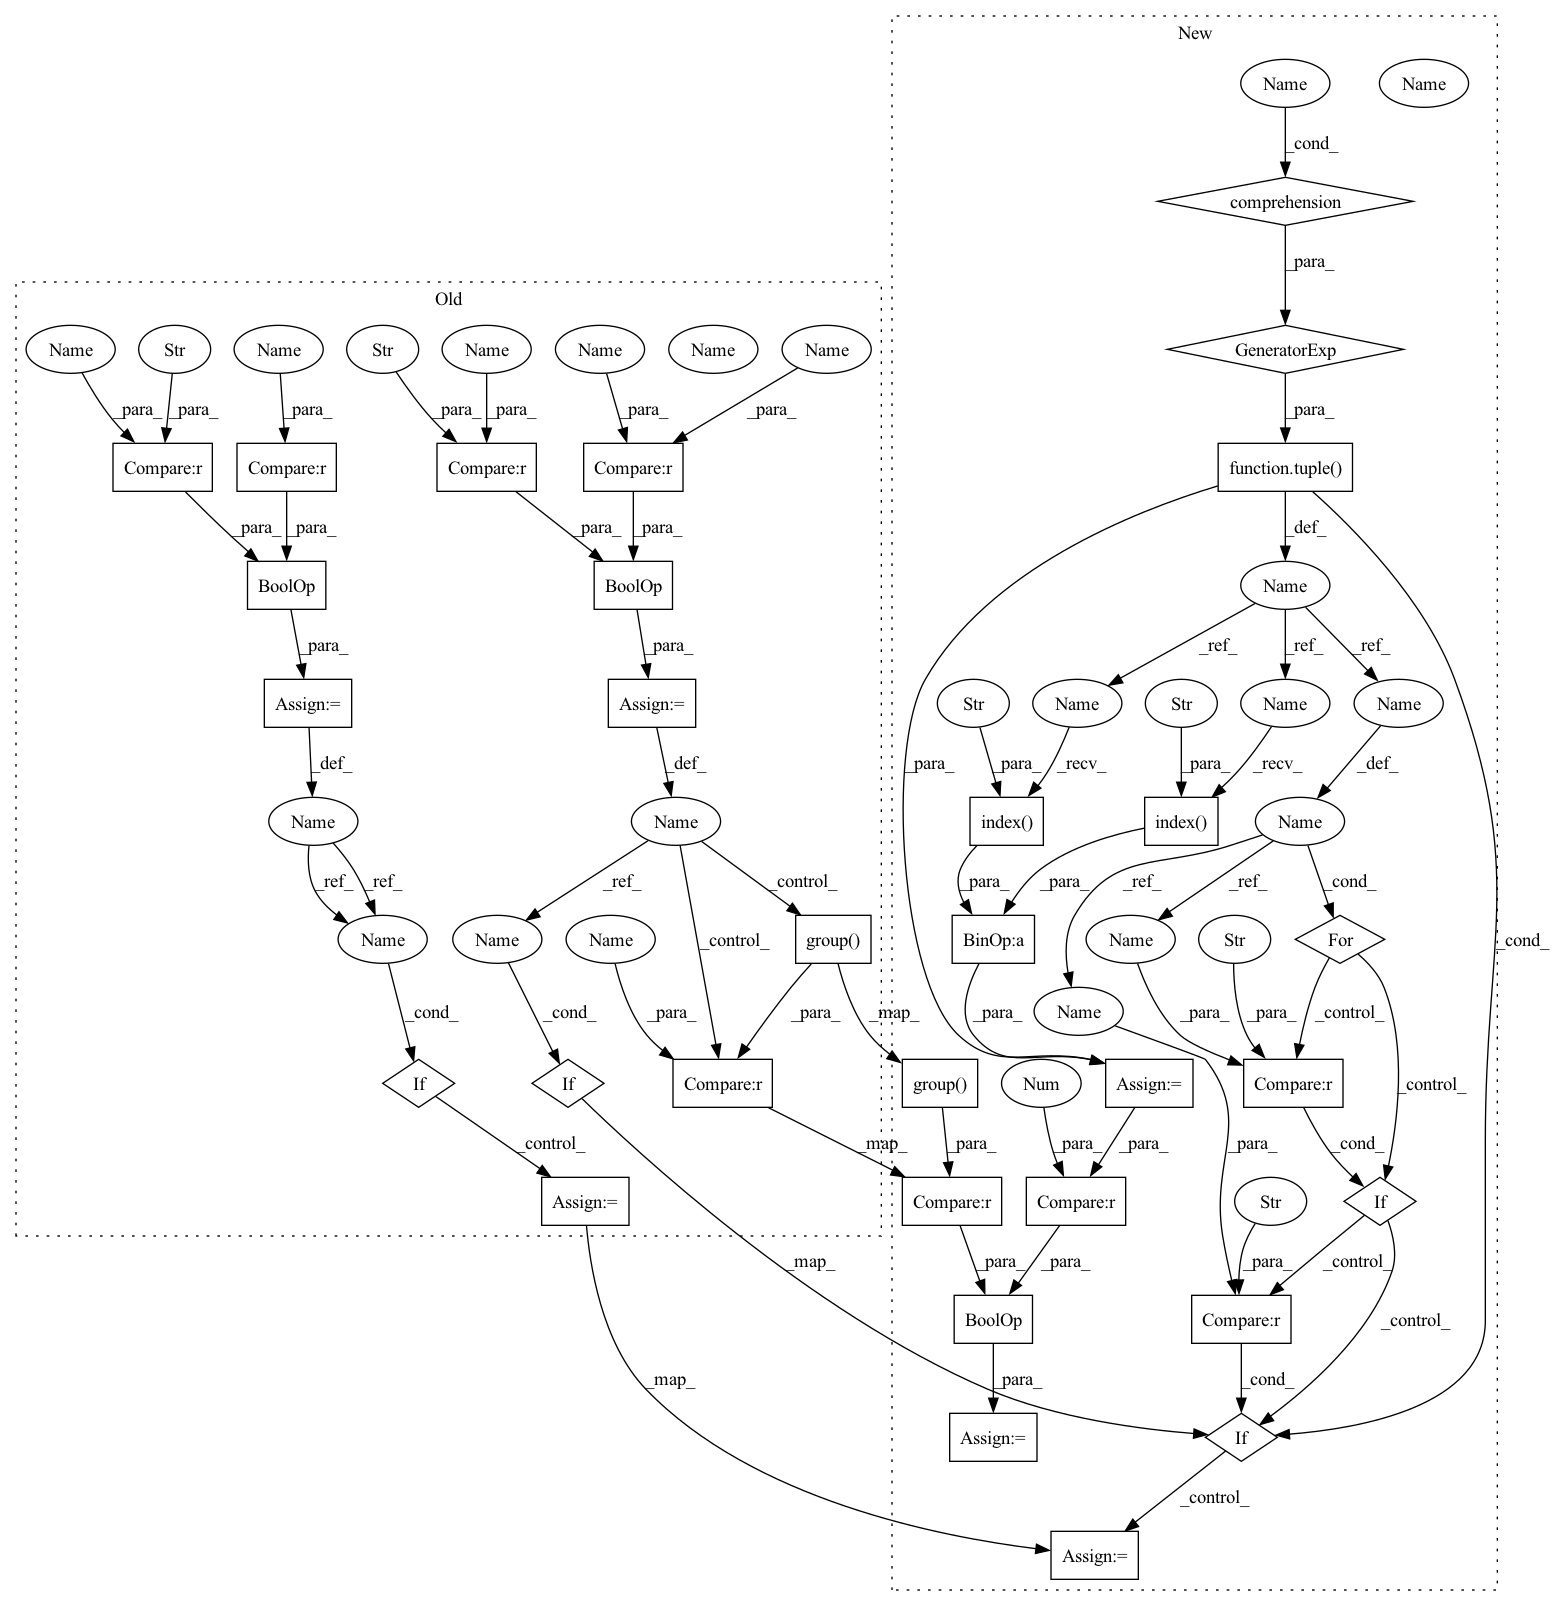 New
Name Name
_cond_
comprehension
_para_
Old
Name Str Name Str Name Name Name Name GeneratorExp
_para_ _para_ _para_ _para_ _para_ _para_ _para_ _para_
Compare:r Compare:r Compare:r Compare:r function.tuple()
_para_ _para_ _para_ _para_ _def_
BoolOp BoolOp Name
_para_ _para_ _ref_ _ref_ _ref_
Assign:= Assign:= Str Name Str Name Name
_def_ _def_ _para_ _para_ _recv_ _para_ _recv_ _def_
Name Name index() index() Name
_ref_ _ref_ _ref_ _control_ _para_ _para_ _ref_ _ref_ _cond_
Name Name Name group() BinOp:a Name Str For
_control_ _cond_
Name
_cond_ _cond_ _para_ _para_ _map_ _para_ _para_ _para_ _control_
If If Compare:r group() Num Assign:= Compare:r
_control_
_control_ _map_ _para_ _para_ _para_ _para_ _cond_
Assign:= Compare:r Compare:r Str If
_map_ _para_ _para_ _para_ _control_
BoolOp Compare:r
_control_
_map_ _para_ _cond_
Assign:= If
_control_
Assign:=